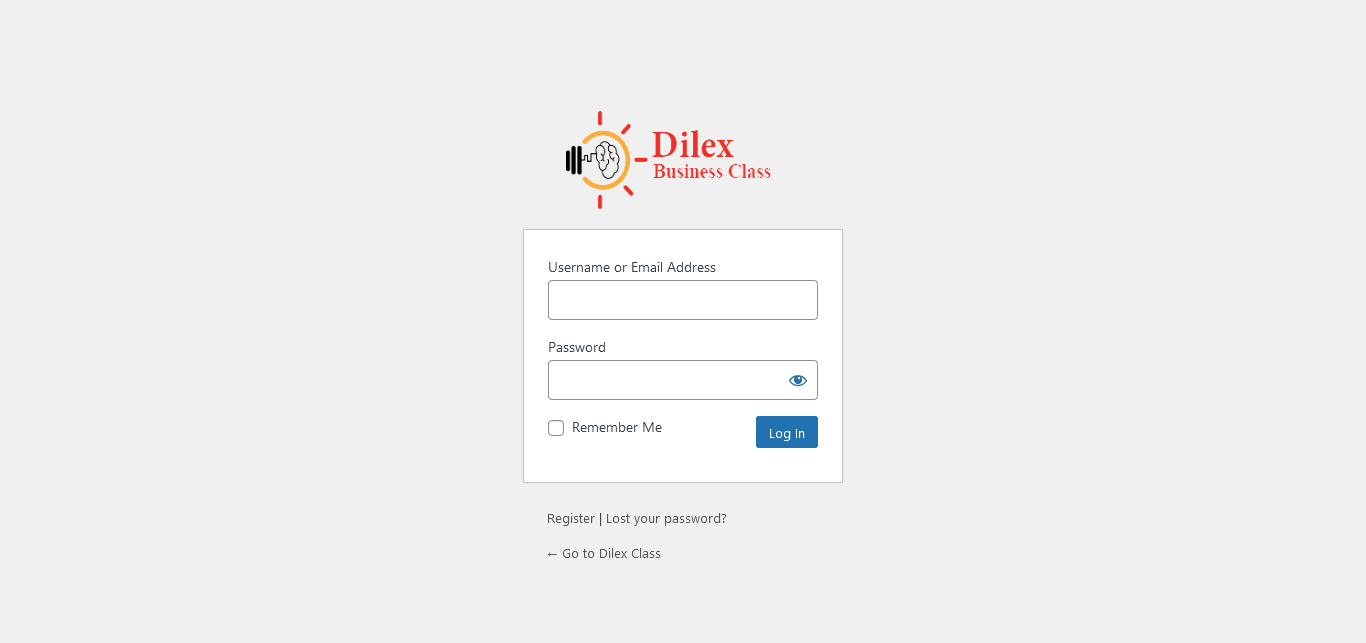 Dilex
Business Class
Username or Email Address
Password
Remember Me
Log In
Register | Lost your password?
← Go to Dilex Class